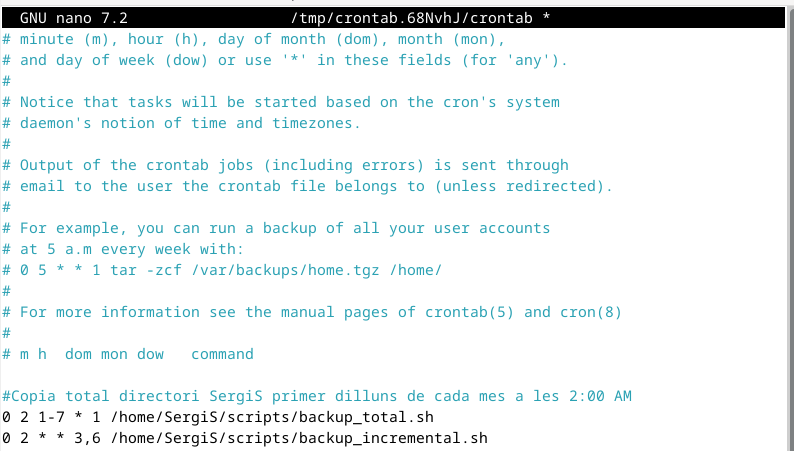 GNU nano 7.2 /tmp/crontab.68NvhJ/crontab *
# minute (m), hour (h), day of month (dom), month (mon),
# and day of week (dow) or use '*' in these fields (for 'any').
#
# Notice that tasks will be started based on the cron's system
# daemon's notion of time and timezones.
#
# Output of the crontab jobs (including errors) is sent through
# email to the user the crontab file belongs to (unless redirected).
#
# For example, you can run a backup of all your user accounts
# at 5 a.m every week with:
# 0 5 * * 1 tar -zcf /var/backups/home.tgz /home/
#
# For more information see the manual pages of crontab(5) and cron(8)
#
# m h  dom mon dow   command

#Copia total directori SergiS primer dilluns de cada mes a les 2:00 AM
0 2 1-7 * 1 /home/SergiS/scripts/backup_total.sh
0 2 * * 3,6 /home/SergiS/scripts/backup_incremental.sh